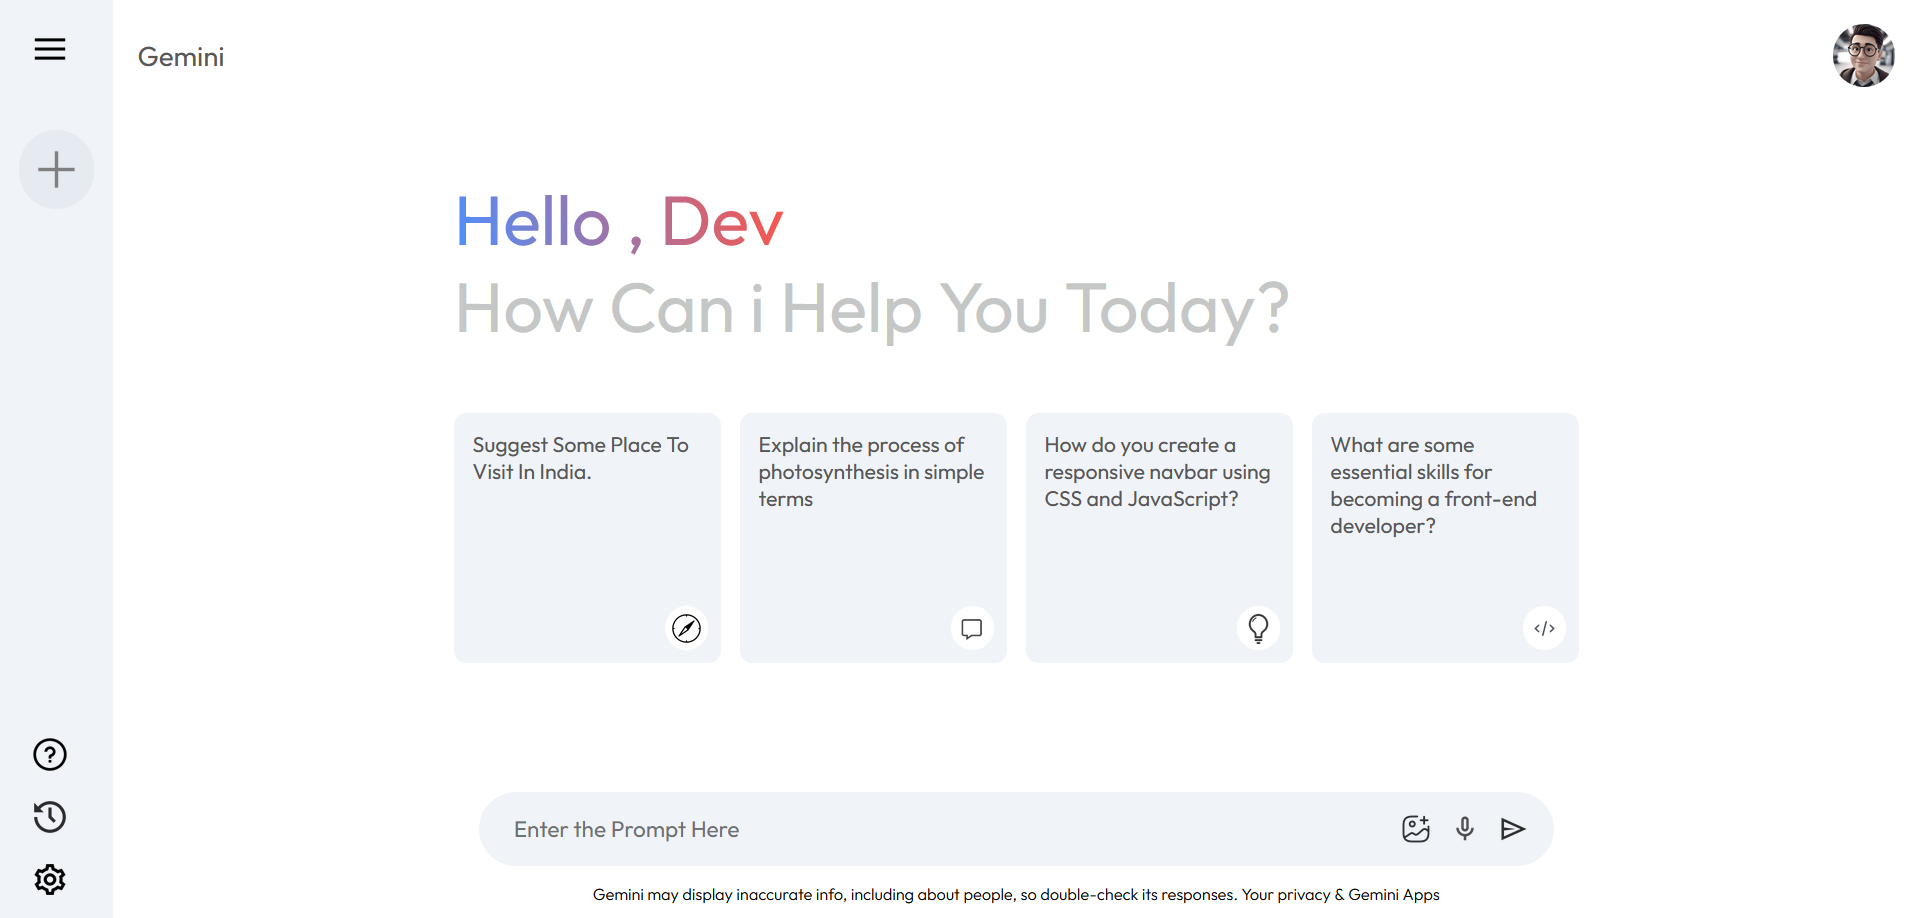 Gemini
Hello , Dev
How Can i Help You Today?
Suggest Some Place To
Visit In India.
Explain the process of
photosynthesis in simple
terms
How do you create a
responsive navbar using
CSS and JavaScript?
What are some
essential skills for
becoming a front-end
developer?
Enter the Prompt Here
Gemini may display inaccurate info, including about people, so double-check its responses. Your privacy & Gemini Apps